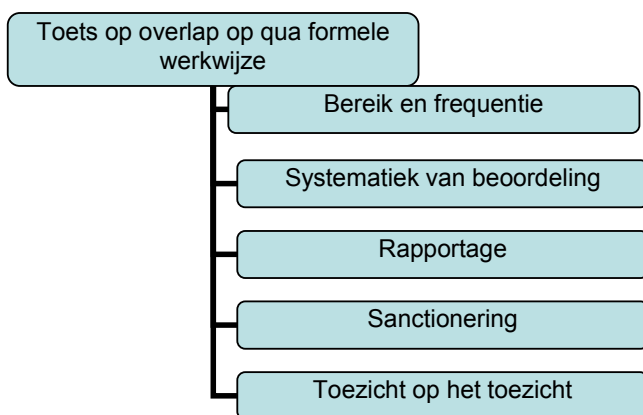 Toets op overlap op qua formele
werkwijze
Bereik en frequentie
Systematiek van beoordeling
Rapportage
Sanctionering
Toezicht op het toezicht